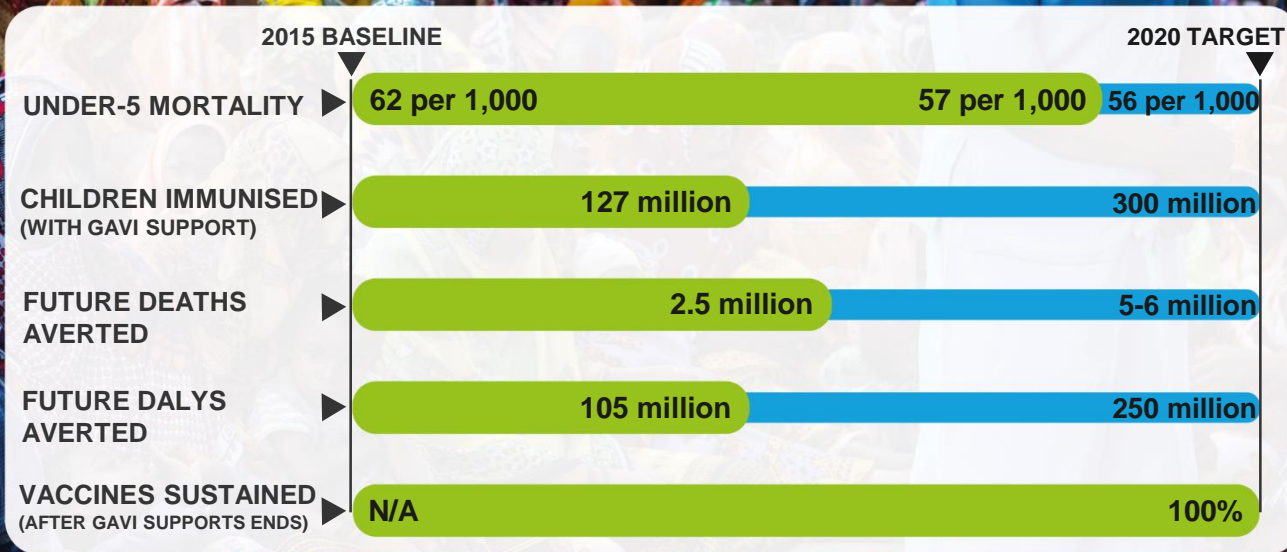 2015 BASELINE 2020 TARGET
UNDER-5 MORTALITY 62 per 1,000 57 per 1,000 56 per 1,000
CHILDREN IMMUNISED
(WITH GAVI SUPPORT) 127 million 300 million
FUTURE DEATHS
AVERTED 2.5 million 5-6 million
FUTURE DALYS
AVERTED 105 million 250 million
VACCINES SUSTAINED
(AFTER GAVI SUPPORTS ENDS) N/A 100%